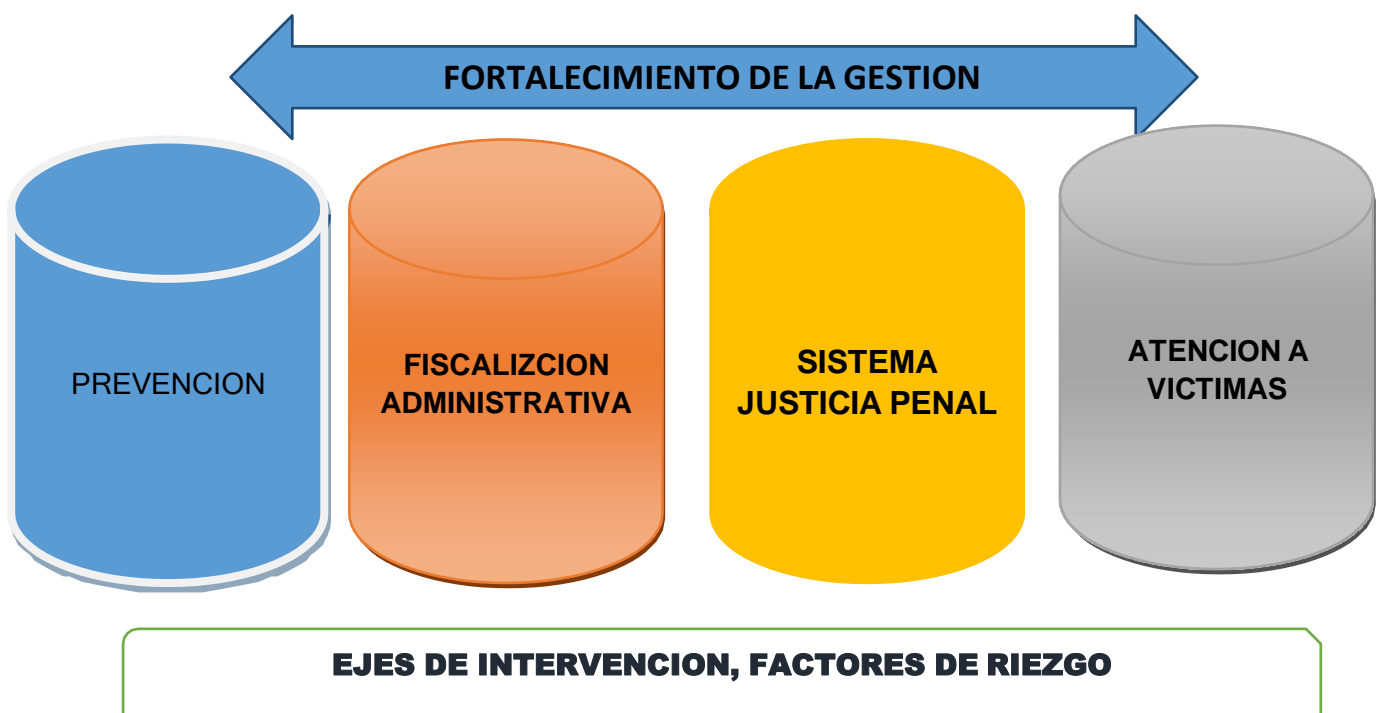 FORTALECIMIENTO DE LA GESTION
PREVENCION
FISCALIZCION
ADMINISTRATIVA
SISTEMA
JUSTICIA PENAL
ATENCION A
VICTIMAS
EJES DE INTERVENCION, FACTORES DE RIEZGO